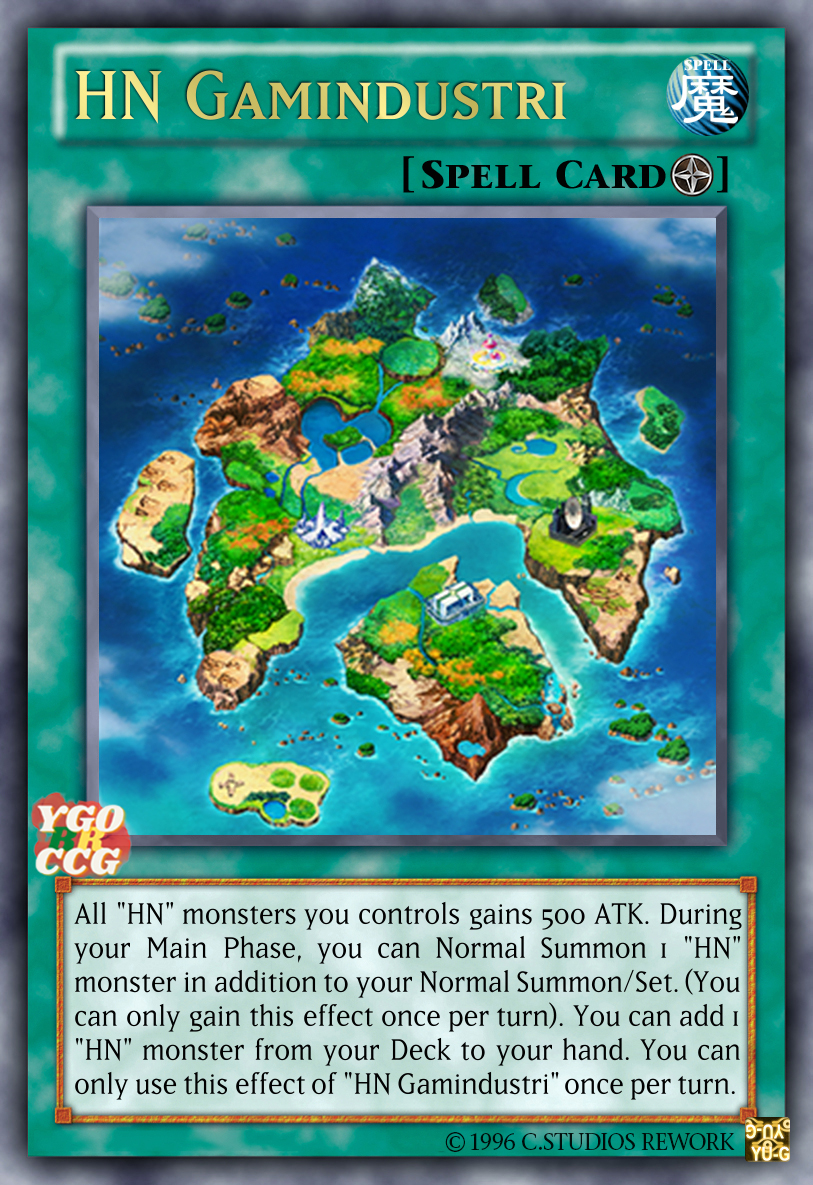 HN GAMINDUSTRI
SPELL
魔
[SPELL CARD]
YGO
CCG
All "HN" monsters you controls gains 500 ATK. During
your Main Phase, you can Normal Summon 1 "HN"
monster in addition to your Normal Summon/Set. (You
can only gain this effect once per turn). You can add 1
"HN" monster from your Deck to your hand. You can
only use this effect of "HN Gamindustri" once per turn.
© 1996 C.STUDIOS REWORK